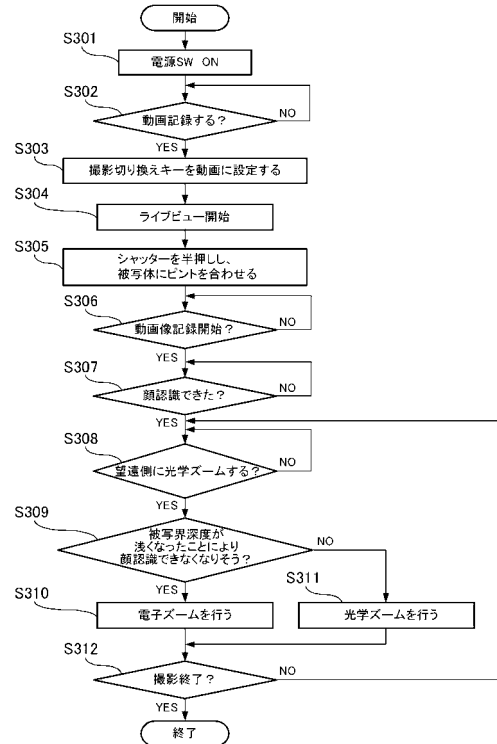 開始
S301
電源SW ON
S302
動画記録する？
NO
YES
S303
撮影切り換えキーを動画に設定する
S304
ライブビュー開始
S305
シャッターを半押しし、
被写体にピントを合わせる
S306
動画像記録開始？
NO
YES
S307
顔認識できた？
NO
YES
S308
望遠側に光学ズームする？
NO
YES
S309
被写界深度が
浅くなったことにより
顔認識できなくなりそう？
NO
YES
S310
電子ズームを行う
S311
光学ズームを行う
S312
撮影終了？
NO
YES
終了